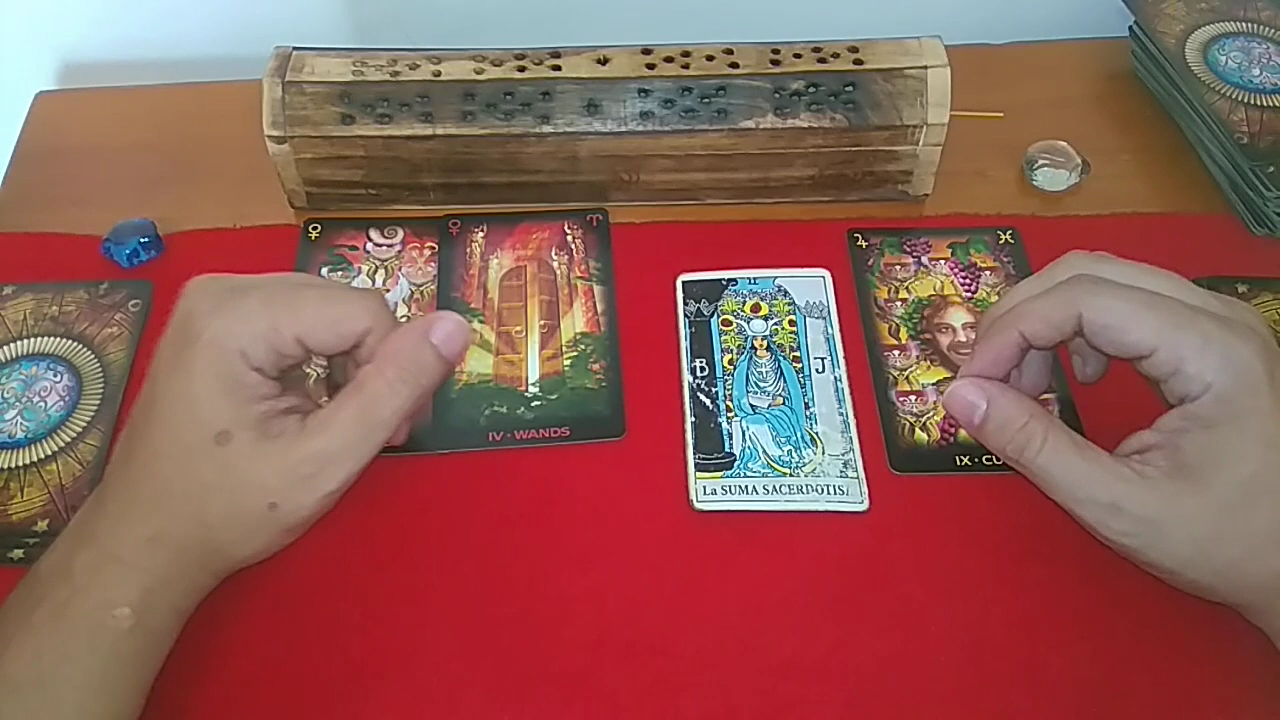 IV · WANDS
B
J
La SUMA SACERDOTISA
IX · CU